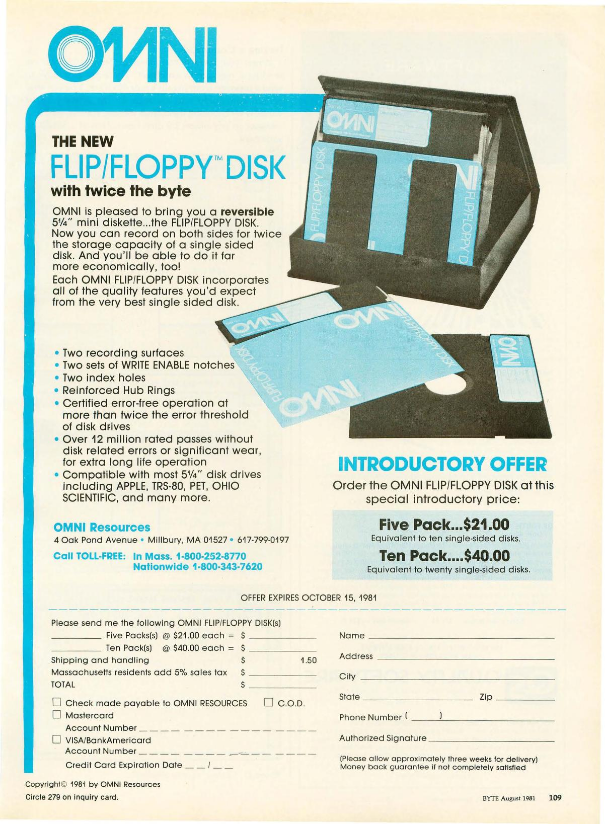 OMNI
THE NEW
FLIP/FLOPPY™ DISK
with twice the byte
OMNI is pleased to bring you a reversible
5¼" mini diskette...the FLIP/FLOPPY DISK.
Now you can record on both sides for twice
the storage capacity of a single sided
disk. And you'll be able to do it far
more economically, too!
Each OMNI FLIP/FLOPPY DISK incorporates
all of the quality features you'd expect
from the very best single sided disk.
OMNI
FLIP/FLOPPY DISK
FLIP/FLOPPY D
OMNI
OMNI
FLIP/FLOPPY DISK
OMNI
OMNI
• Two recording surfaces
• Two sets of WRITE ENABLE notches
• Two index holes
• Reinforced Hub Rings
• Certified error-free operation at
more than twice the error threshold
of disk drives
• Over 12 million rated passes without
disk related errors or significant wear,
for extra long life operation
• Compatible with most 5¼" disk drives
including APPLE, TRS-80, PET, OHIO
SCIENTIFIC, and many more.
OMNI Resources
4 Oak Pond Avenue • Millbury, MA 01527 • 617-799-0197
Call TOLL-FREE: In Mass. 1-800-252-8770
Nationwide 1-800-343-7620
INTRODUCTORY OFFER
Order the OMNI FLIP/FLOPPY DISK at this
special introductory price:
Five Pack...$21.00
Equivalent to ten single-sided disks.
Ten Pack....$40.00
Equivalent to twenty single-sided disks.
OFFER EXPIRES OCTOBER 15, 1981
Please send me the following OMNI FLIP/FLOPPY DISK(s)
Five Packs(s) @ $21.00 each = $
Ten Pack(s) @ $40.00 each = $
Shipping and handling $ 1.50
Massachusetts residents add 5% sales tax $
TOTAL $
Check made payable to OMNI RESOURCES C.O.D.
Mastercard
Account Number
VISA/BankAmericard
Account Number
Credit Card Expiration Date /
Name
Address
City
State Zip
Phone Number ( )
Authorized Signature
(Please allow approximately three weeks for delivery)
Money back guarantee if not completely satisfied
Copyright© 1981 by OMNI Resources
Circle 279 on inquiry card.
BYTE August 1981 109